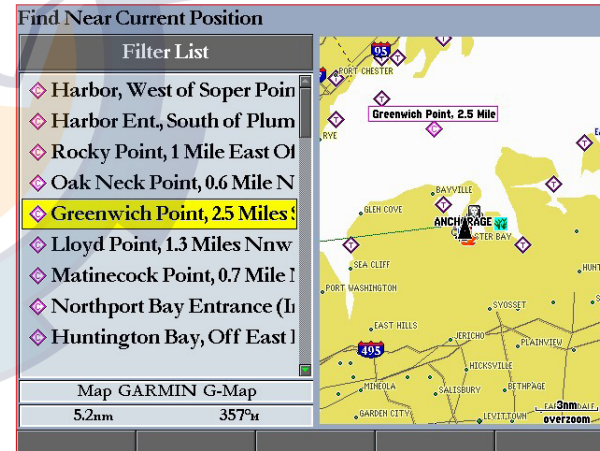 Find Near Current Position
Filter List
Harbor, West of Soper Poin
Harbor Ent., South of Plum
Rocky Point, 1 Mile East Of
Oak Neck Point, 0.6 Mile N
Greenwich Point, 2.5 Miles S
Lloyd Point, 1.3 Miles Nnw
Matinecock Point, 0.7 Mile
Northport Bay Entrance (In
Huntington Bay, Off East
Map GARMIN G-Map
5.2nm 357°M
95
PORT CHESTER
Greenwich Point, 2.5 Mile
RYE
BAYVILLE
GLEN COVE
ANCHORAGE
STER BAY
SEA CLIFF
HUNT
PORT WASHINGTON
SYOSSET
EAST HILLS
JERICHO
PLAINVIEW
495
HICKSVILLE
MINEOLA
SALISBURY
BETHPAGE
3nm
GARDEN CITY
LEVITTOWN
overzoom